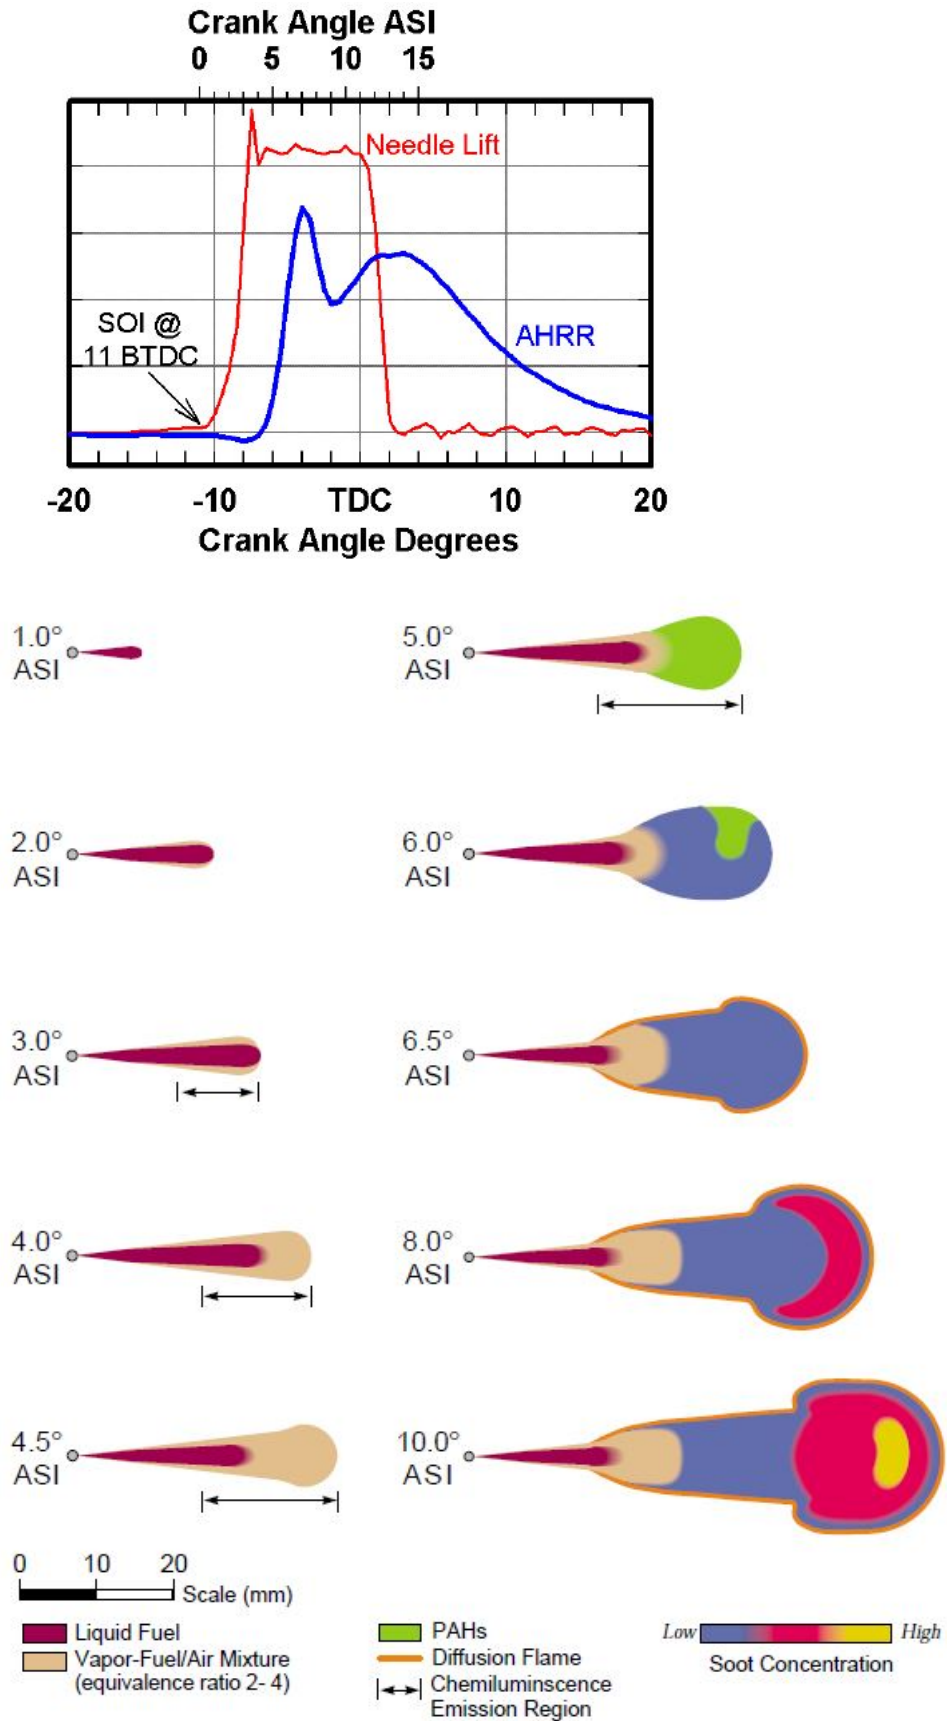 Crank Angle ASI
0 5 10 15
Needle Lift
SOI @
11 BTDC
AHRR
-20 -10 TDC 10 20
Crank Angle Degrees
1.0°
ASI
5.0°
ASI
2.0°
ASI
6.0°
ASI
3.0°
ASI
6.5°
ASI
4.0°
ASI
8.0°
ASI
4.5°
ASI
10.0°
ASI
0 10 20
Scale (mm)
Liquid Fuel
Vapor-Fuel/Air Mixture
(equivalence ratio 2- 4)
PAHs
Diffusion Flame
Chemiluminscence
Emission Region
Low High
Soot Concentration